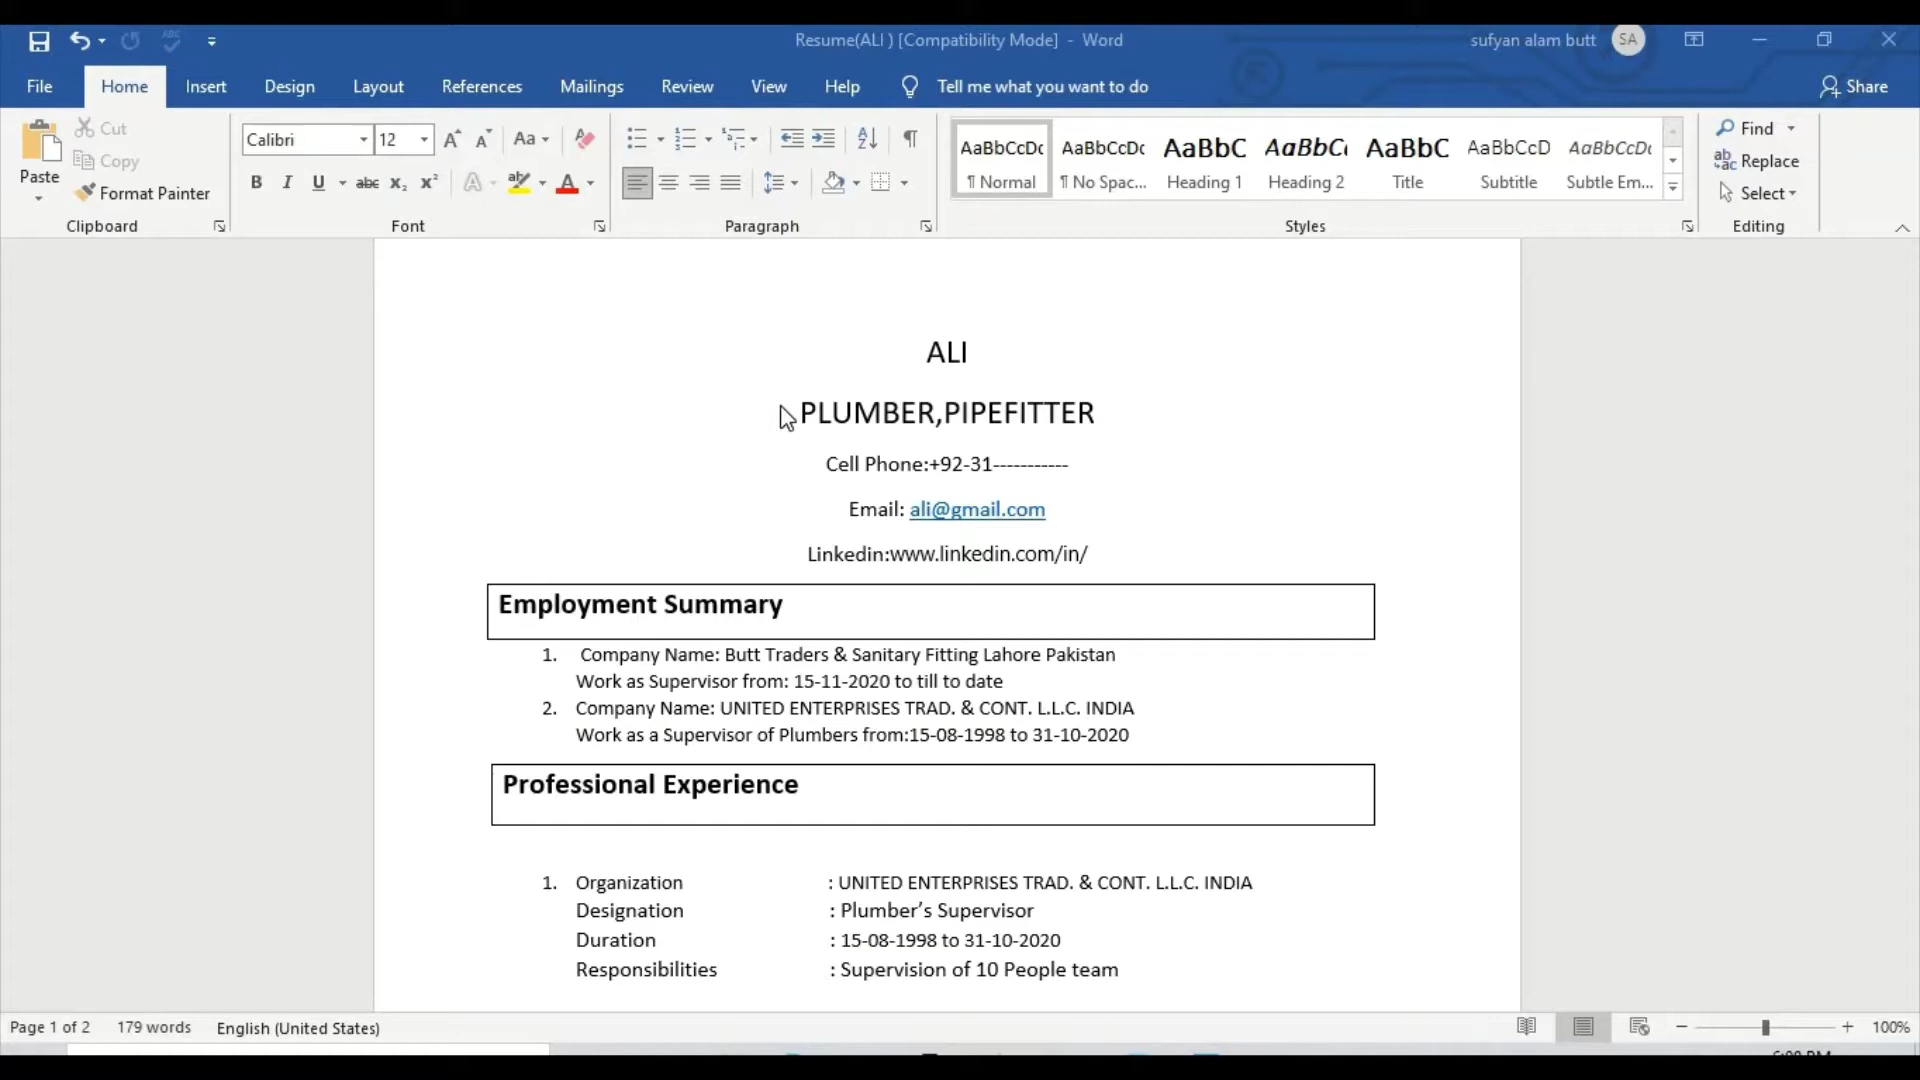 Resume(ALI ) [Compatibility Mode] - Word
sufyan alam butt SA
File Home Insert Design Layout References Mailings Review View Help Tell me what you want to do Share
Paste
Cut
Copy
Format Painter
Clipboard
Calibri 12
Aa
B I U abc x₂ x² A A
Font
Paragraph
AaBbCcDc ¶ Normal
AaBbCcDc ¶ No Spac...
AaBbC Heading 1
AaBbCc Heading 2
AaBbC Title
AaBbCcD Subtitle
AaBbCcDc Subtle Em...
Styles
Find
Replace
Select
Editing
ALI
PLUMBER,PIPEFITTER
Cell Phone:+92-31-----------
Email: ali@gmail.com
Linkedin:www.linkedin.com/in/
Employment Summary
1. Company Name: Butt Traders & Sanitary Fitting Lahore Pakistan
Work as Supervisor from: 15-11-2020 to till to date
2. Company Name: UNITED ENTERPRISES TRAD. & CONT. L.L.C. INDIA
Work as a Supervisor of Plumbers from:15-08-1998 to 31-10-2020
Professional Experience
1. Organization : UNITED ENTERPRISES TRAD. & CONT. L.L.C. INDIA
Designation : Plumber’s Supervisor
Duration : 15-08-1998 to 31-10-2020
Responsibilities : Supervision of 10 People team
Page 1 of 2 179 words English (United States) 100%